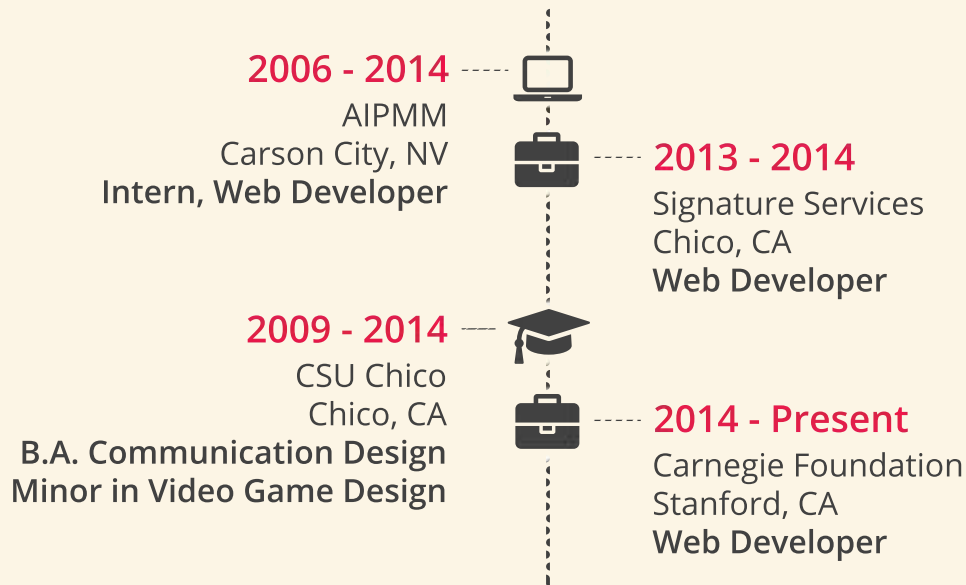 2006 - 2014
AIPMM
Carson City, NV
Intern, Web Developer
2013 - 2014
Signature Services
Chico, CA
Web Developer
2009 - 2014
CSU Chico
Chico, CA
B.A. Communication Design
Minor in Video Game Design
2014 - Present
Carnegie Foundation
Stanford, CA
Web Developer